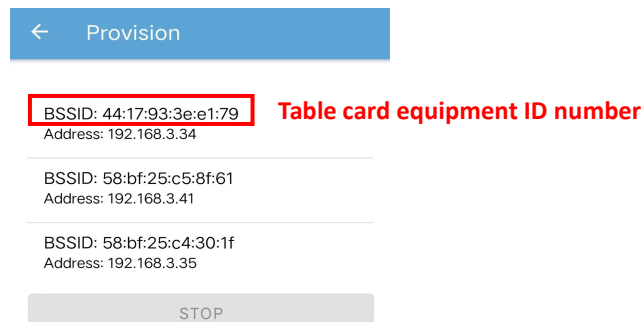 Provision
BSSID: 44:17:93:3e:e1:79
Table card equipment ID number
Address: 192.168.3.34
BSSID: 58:bf:25:c5:8f:61
Address: 192.168.3.41
BSSID: 58:bf:25:c4:30:1f
Address: 192.168.3.35
STOP